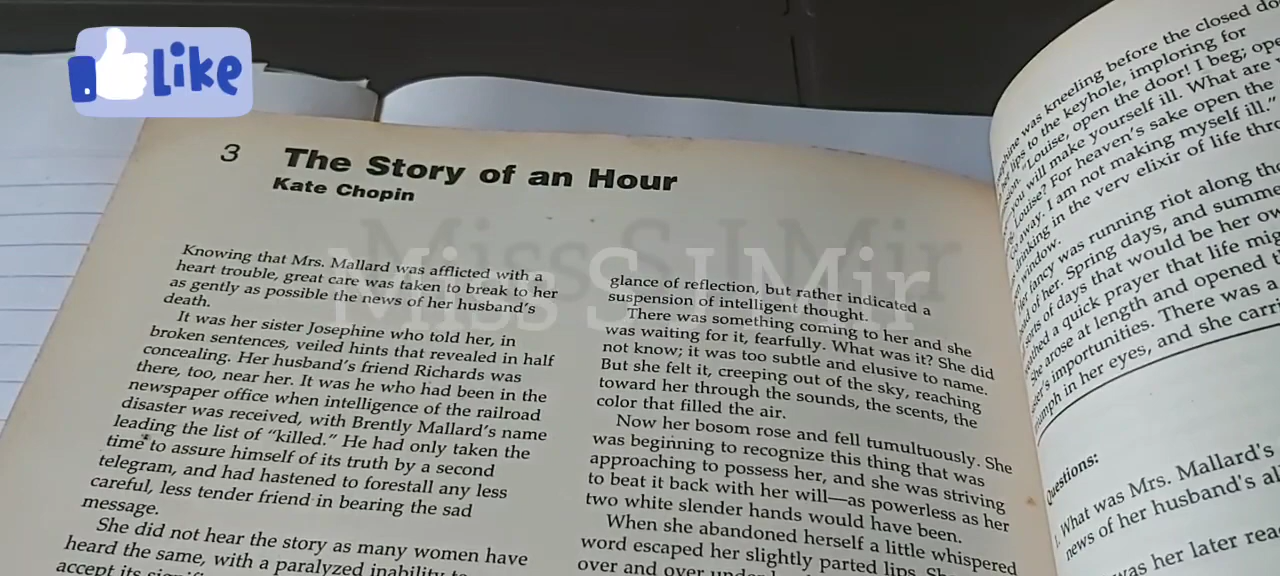 Like
3
The Story of an Hour
Kate Chopin
Miss S J Mir
Knowing that Mrs. Mallard was afflicted with a
heart trouble, great care was taken to break to her
as gently as possible the news of her husband's
death.
It was her sister Josephine who told her, in
broken sentences, veiled hints that revealed in half
concealing. Her husband's friend Richards was
there, too, near her. It was he who had been in the
newspaper office when intelligence of the railroad
disaster was received, with Brently Mallard's name
leading the list of "killed." He had only taken the
time to assure himself of its truth by a second
telegram, and had hastened to forestall any less
careful, less tender friend in bearing the sad
message.
She did not hear the story as many women have
heard the same, with a paralyzed inability to
accept its
glance of reflection, but rather indicated a
suspension of intelligent thought.
There was something coming to her and she
was waiting for it, fearfully. What was it? She did
not know; it was too subtle and elusive to name.
But she felt it, creeping out of the sky, reaching
toward her through the sounds, the scents, the
color that filled the air.
Now her bosom rose and fell tumultuously. She
was beginning to recognize this thing that was
approaching to possess her, and she was striving
to beat it back with her will—as powerless as her
two white slender hands would have been.
When she abandoned herself a little whispered
word escaped her slightly parted lips. She
over and over under
was kneeling before the closed
lips to the keyhole, imploring for
"Louise, open the door! I beg; ope
you will make yourself ill. What are
Louise? For heaven's sake open the
away. I am not making myself ill."
in the very elixir of life thro
window.
fancy was running riot along tho
of her. Spring days, and summe
sorts of days that would be her ow
a quick prayer that life mig
She arose at length and opened t
importunities. There was a
in her eyes, and she carri
Questions:
1. What was Mrs. Mallard's
news of her husband's all
was her later reac